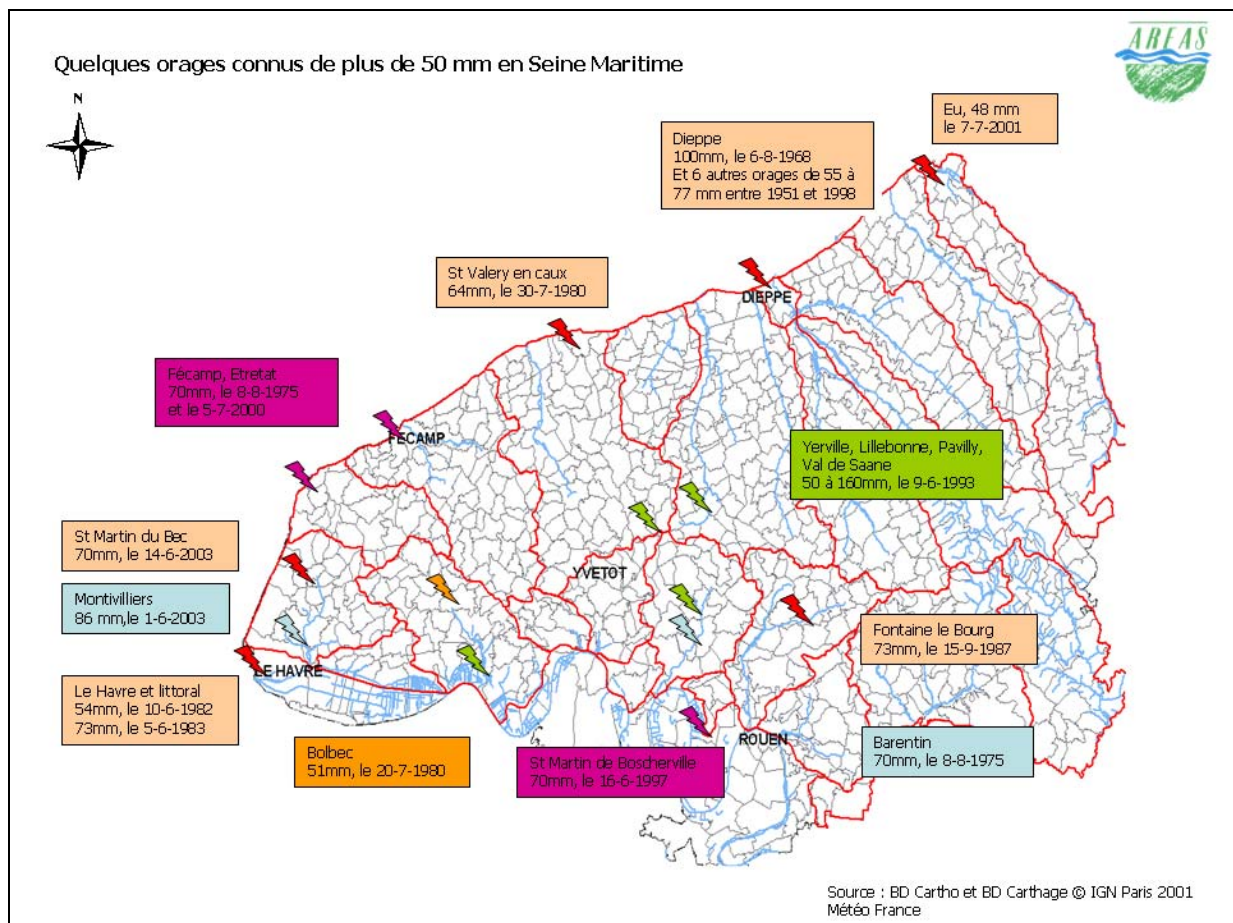 AREAS
Quelques orages connus de plus de 50 mm en Seine Maritime
N
Eu, 48 mm
le 7-7-2001
Dieppe
100mm, le 6-8-1968
Et 6 autres orages de 55 à
77 mm entre 1951 et 1998
St Valery en caux
64mm, le 30-7-1980
DIEPPE
Fécamp, Etretat
70mm, le 8-8-1975
et le 5-7-2000
FECAMP
Yerville, Lillebonne, Pavilly,
Val de Saane
50 à 160mm, le 9-6-1993
St Martin du Bec
70mm, le 14-6-2003
YVETOT
Montivilliers
86 mm,le 1-6-2003
Fontaine le Bourg
73mm, le 15-9-1987
LE HAVRE
Le Havre et littoral
54mm, le 10-6-1982
73mm, le 5-6-1983
Bolbec
51mm, le 20-7-1980
St Martin de Boscherville
70mm, le 16-6-1997
ROUEN
Barentin
70mm, le 8-8-1975
Source : BD Cartho et BD Carthage © IGN Paris 2001
Météo France